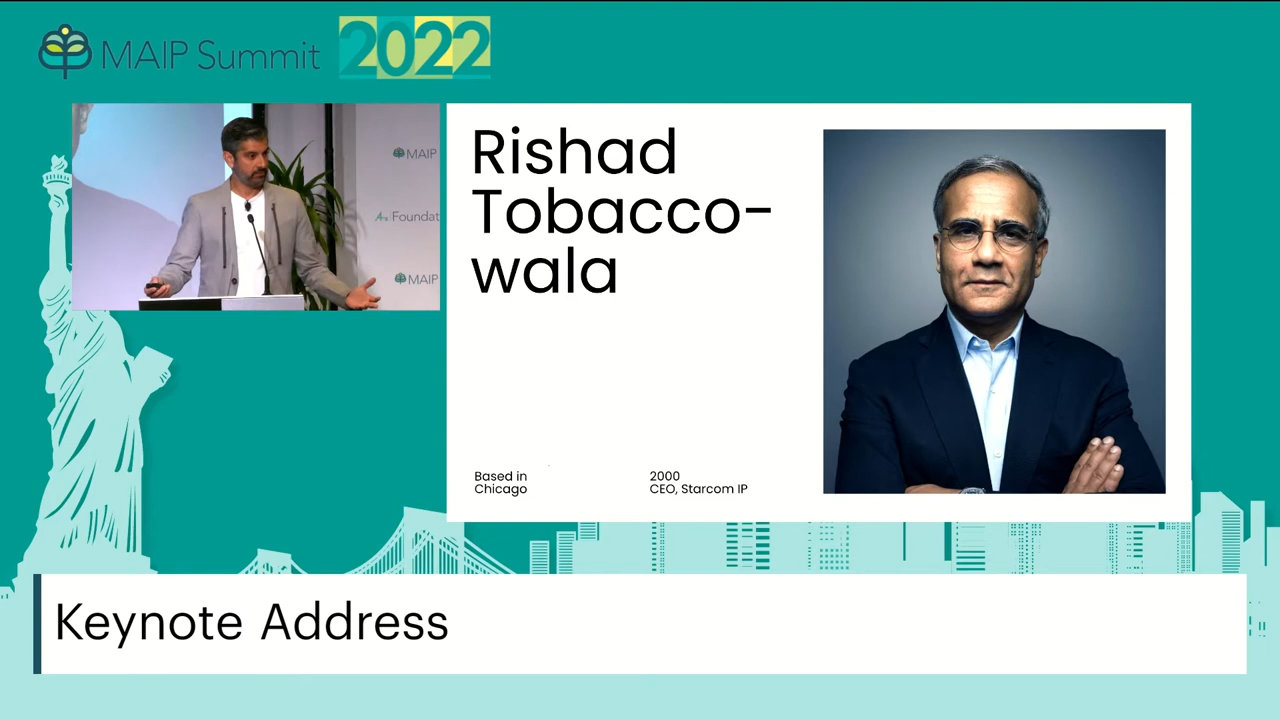 MAIP Summit 2022
MAIP
Foundat
MAIP
Rishad
Tobacco-
wala
Based in
Chicago
2000
CEO, Starcom IP
Keynote Address